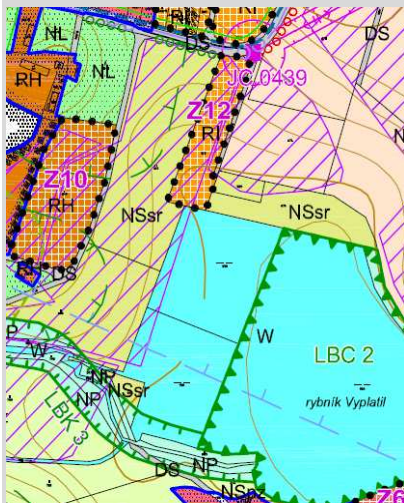 NL
RI
DS
DS
NL
JC 0439
RH
Z12
RI
Z10
RH
NSsr
NSsr
DS
W
LBC 2
W
rybník Vyplatil
NP
NSsr
NP
LBK 3
DS
NP